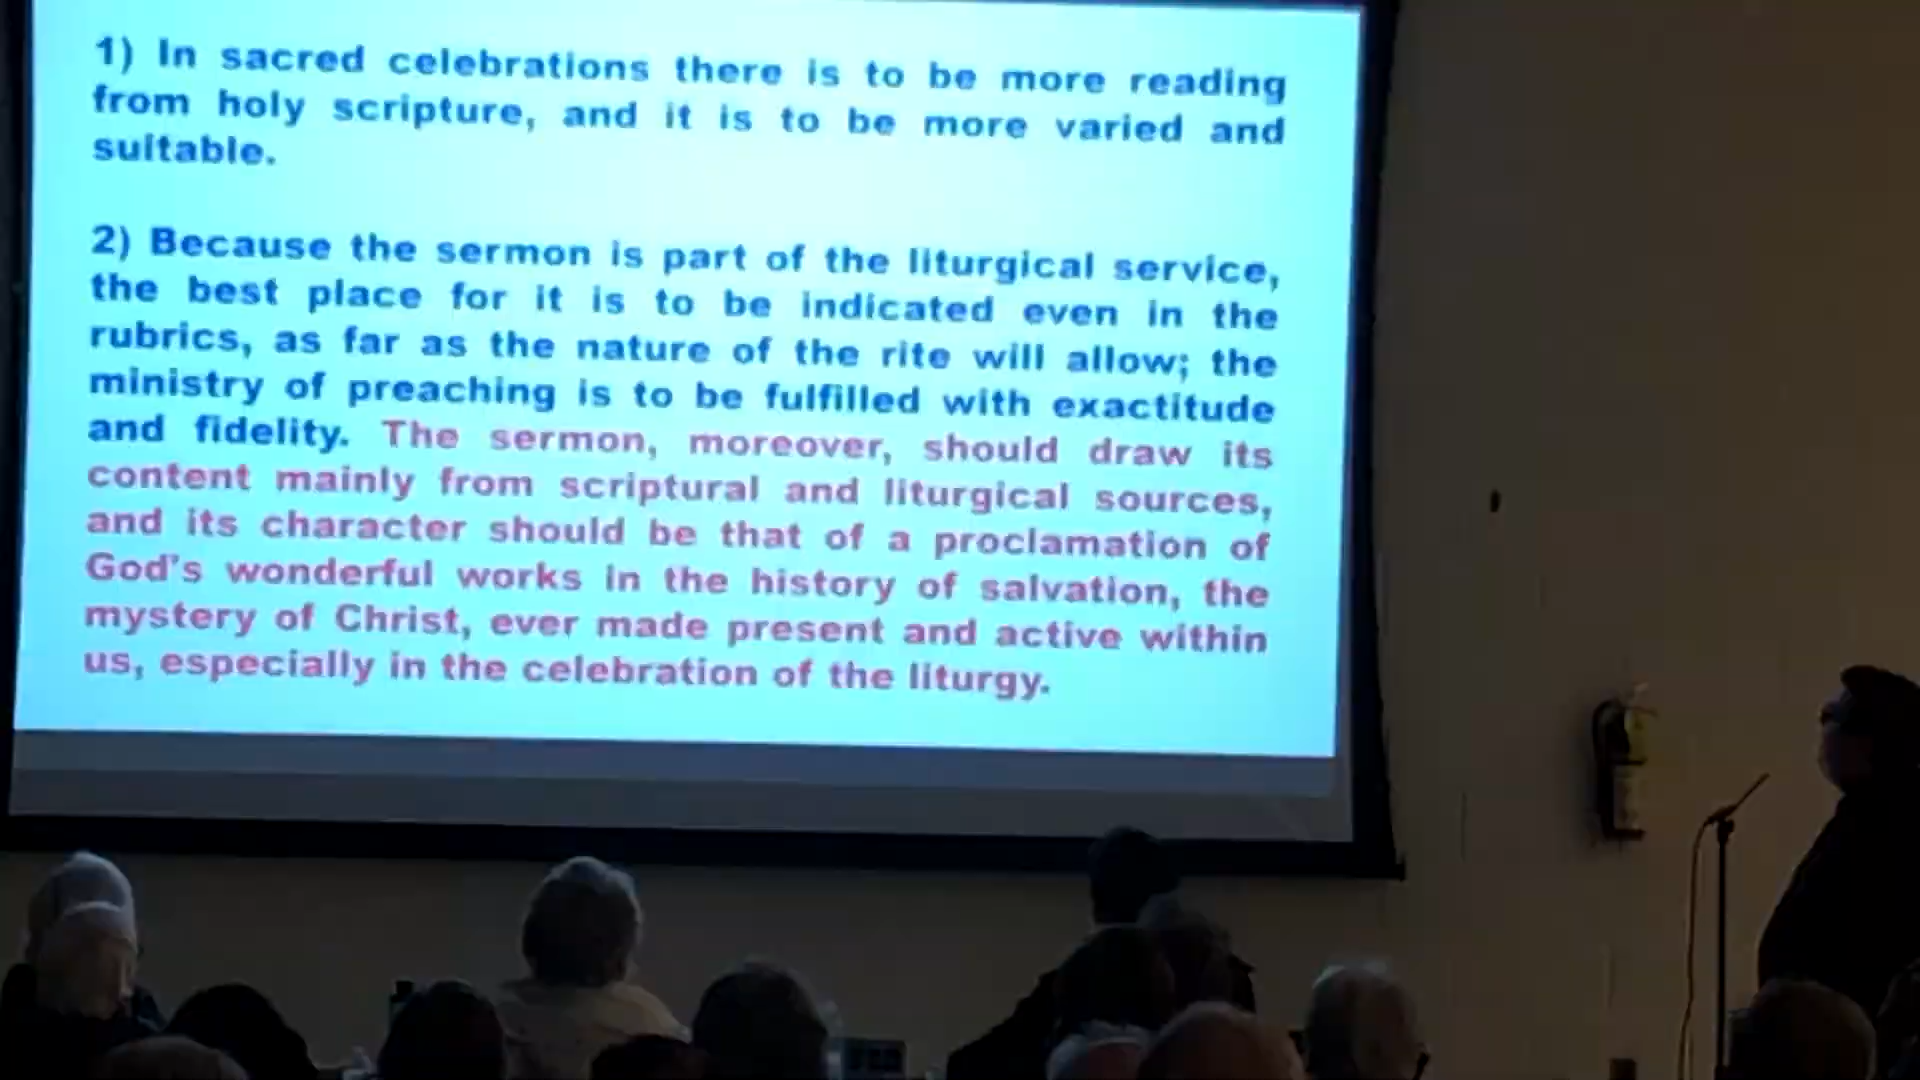 1) In sacred celebrations there is to be more reading
from holy scripture, and it is to be more varied and
suitable.
2) Because the sermon is part of the liturgical service,
the best place for it is to be indicated even in the
rubrics, as far as the nature of the rite will allow; the
ministry of preaching is to be fulfilled with exactitude
and fidelity. The sermon, moreover, should draw its
content mainly from scriptural and liturgical sources,
and its character should be that of a proclamation of
God's wonderful works in the history of salvation, the
mystery of Christ, ever made present and active within
us, especially in the celebration of the liturgy.